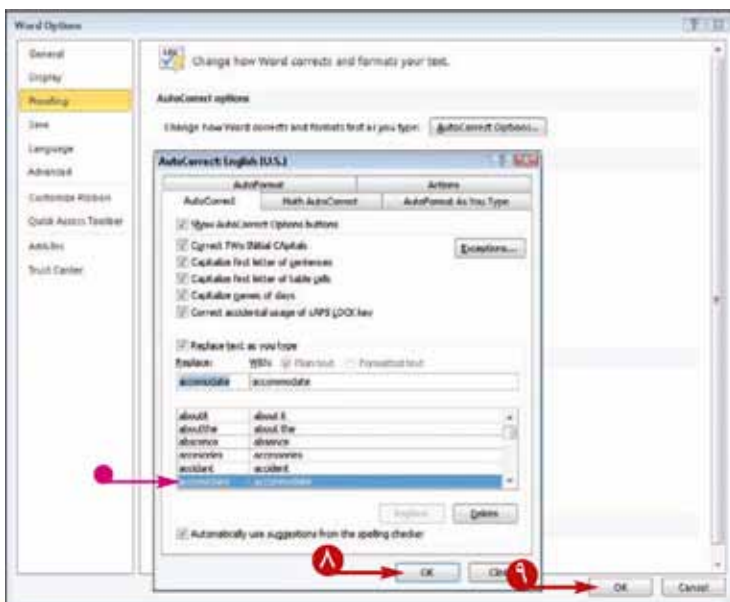 Word Options
General
Display
Proofing
Save
Language
Advanced
Customize Ribbon
Quick Access Toolbar
Add-Ins
Trust Center
Change how Word corrects and formats your text.
AutoCorrect options
Change how Word corrects and formats text as you type: AutoCorrect Options...
AutoCorrect: English (U.S.)
AutoFormat Actions
AutoCorrect Math AutoCorrect AutoFormat As You Type
Show AutoCorrect Options buttons
Correct TWo INitial CApitals
Exceptions...
Capitalize first letter of sentences
Capitalize first letter of table cells
Capitalize names of days
Correct accidental usage of cAPS LOCK key
Replace text as you type
Replace: With: Plain text Formatted text
accomodate accommodate
aboutit about it
aboutthe about the
abscence absence
accesories accessories
accidant accident
accomodate accommodate
Replace Delete
Automatically use suggestions from the spelling checker
٨
OK
٩
OK Cancel